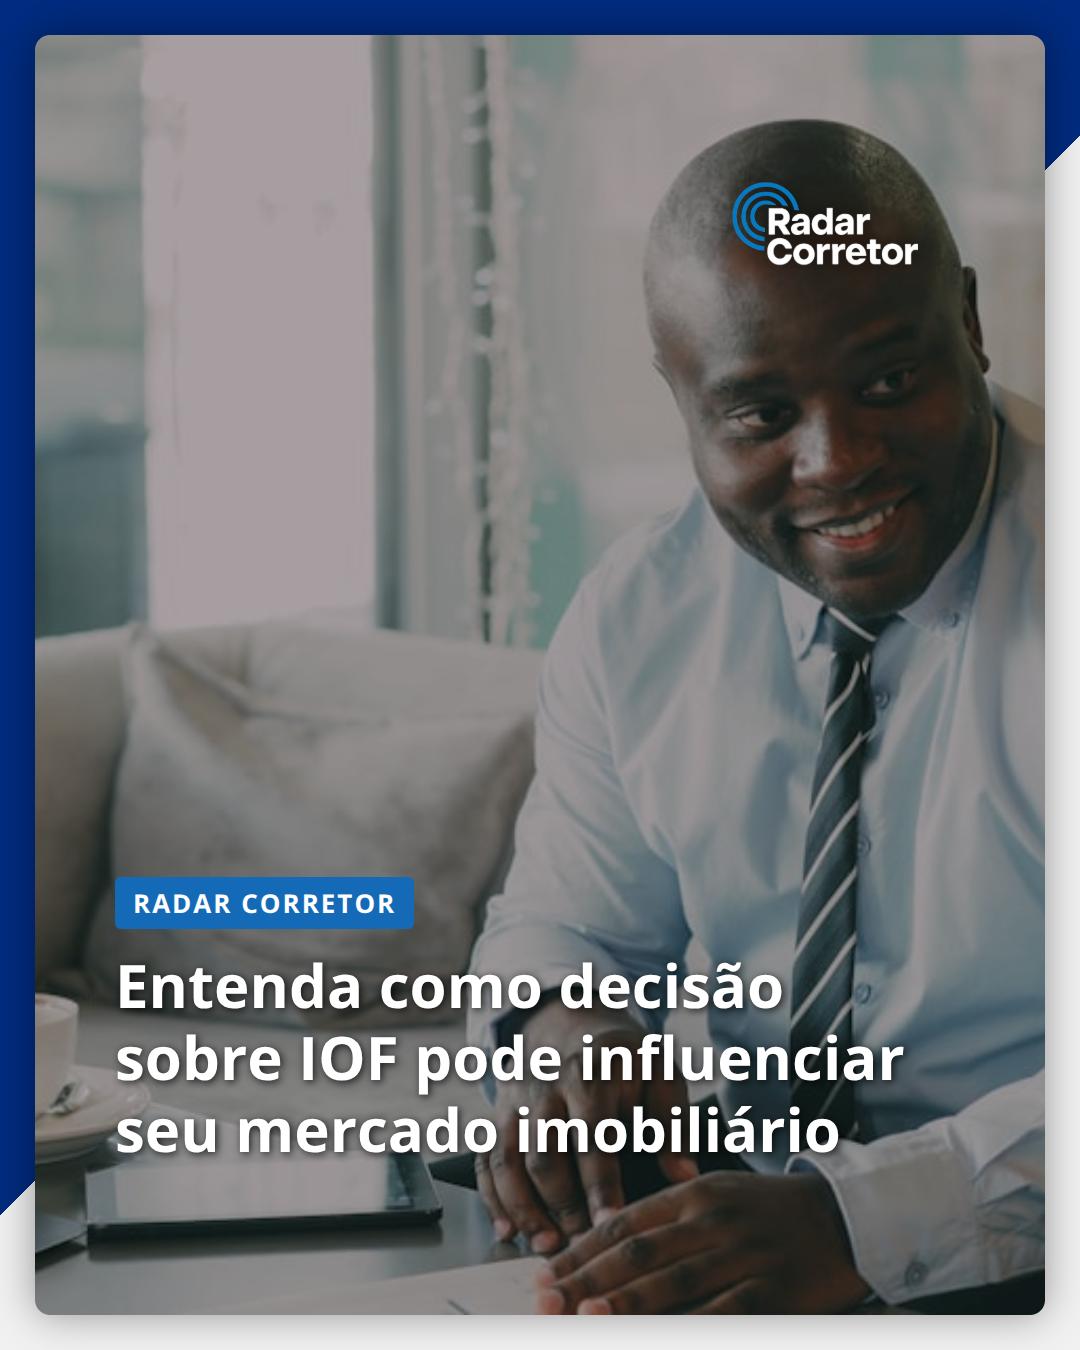 Radar
Corretor
RADAR CORRETOR
Entenda como decisão
sobre IOF pode influenciar
seu mercado imobiliário